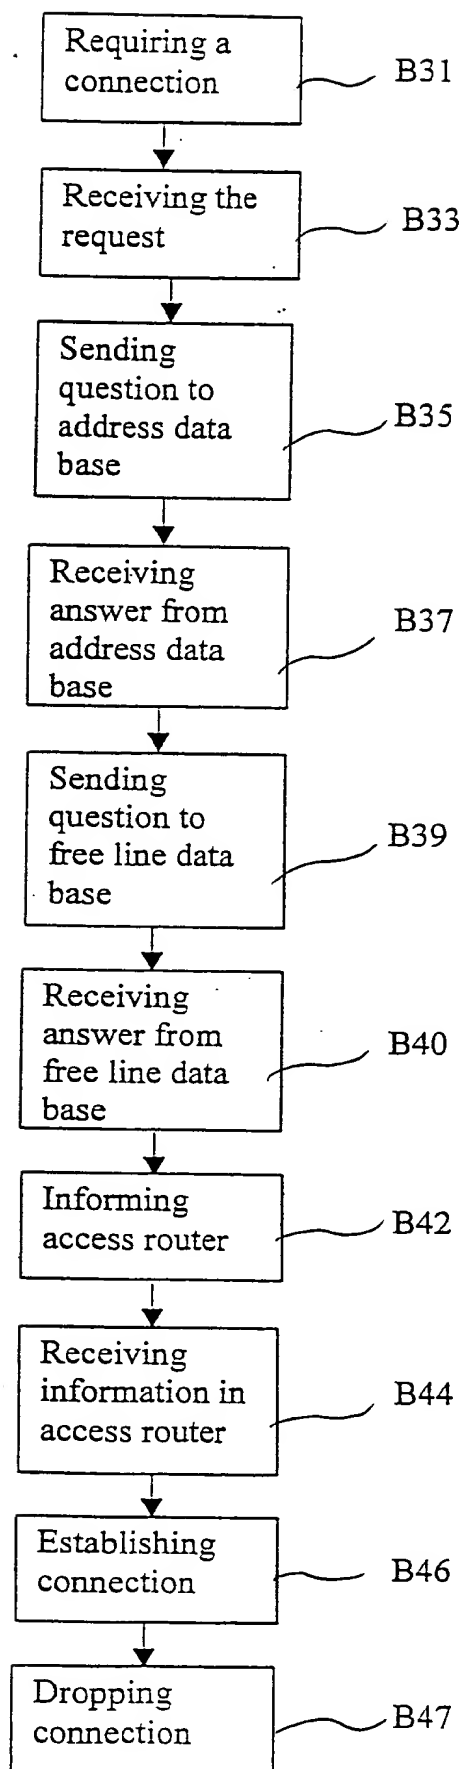 Requiring a
connection
B31
Receiving the
request
B33
Sending
question to
address data
base
B35
Receiving
answer from
address data
base
B37
Sending
question to
free line data
base
B39
Receiving
answer from
free line data
base
B40
Informing
access router
B42
Receiving
information in
access router
B44
Establishing
connection
B46
Dropping
connection
B47